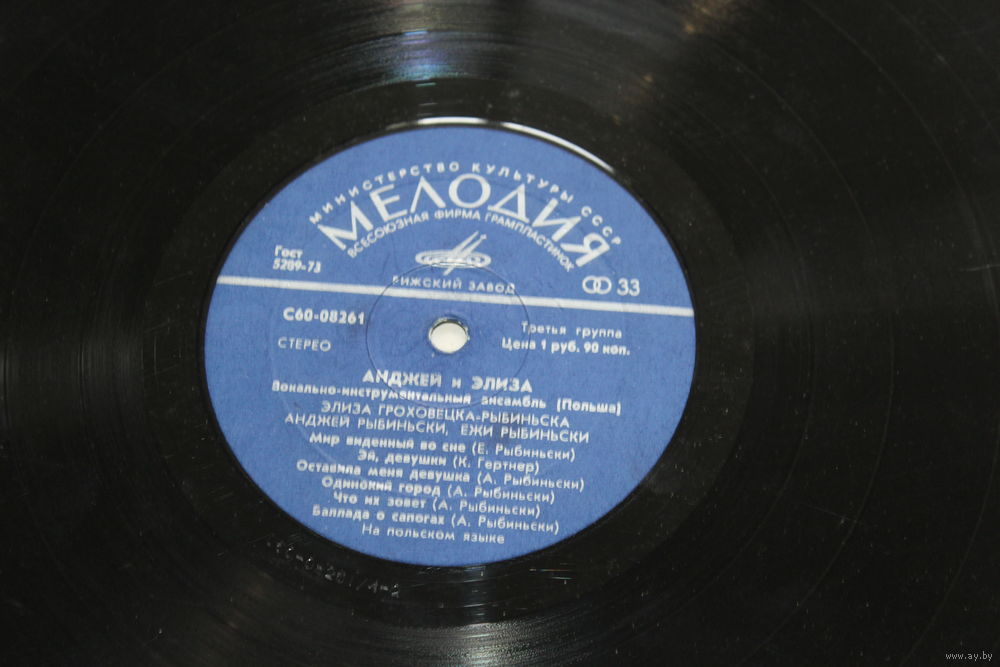 МИНИСТЕРСТВО КУЛЬТУРЫ СССР
МЕЛОДИЯ
ВСЕСОЮЗНАЯ ФИРМА ГРАМПЛАСТИНОК
Гост
5289-73
РИЖСКИЙ ЗАВОД
33
С60-08261
СТЕРЕО
Третья группа
Цена 1 руб. 90 коп.
АНДЖЕЙ и ЭЛИЗА
Вокально-инструментальный ансамбль (Польша)
ЭЛИЗА ГРОХОВЕЦКА-РЫБИНЬСКА
АНДЖЕЙ РЫБИНЬСКИ, ЕЖИ РЫБИНЬСКИ
Мир виденный во сне (Е. Рыбиньски)
Эй, девушки (К. Гертнер)
Оставила меня девушка (А. Рыбиньски)
Одинокий город (А. Рыбиньски)
Что их зовет (А. Рыбиньски)
Баллада о сапогах (А. Рыбиньски)
На польском языке
www.ay.by